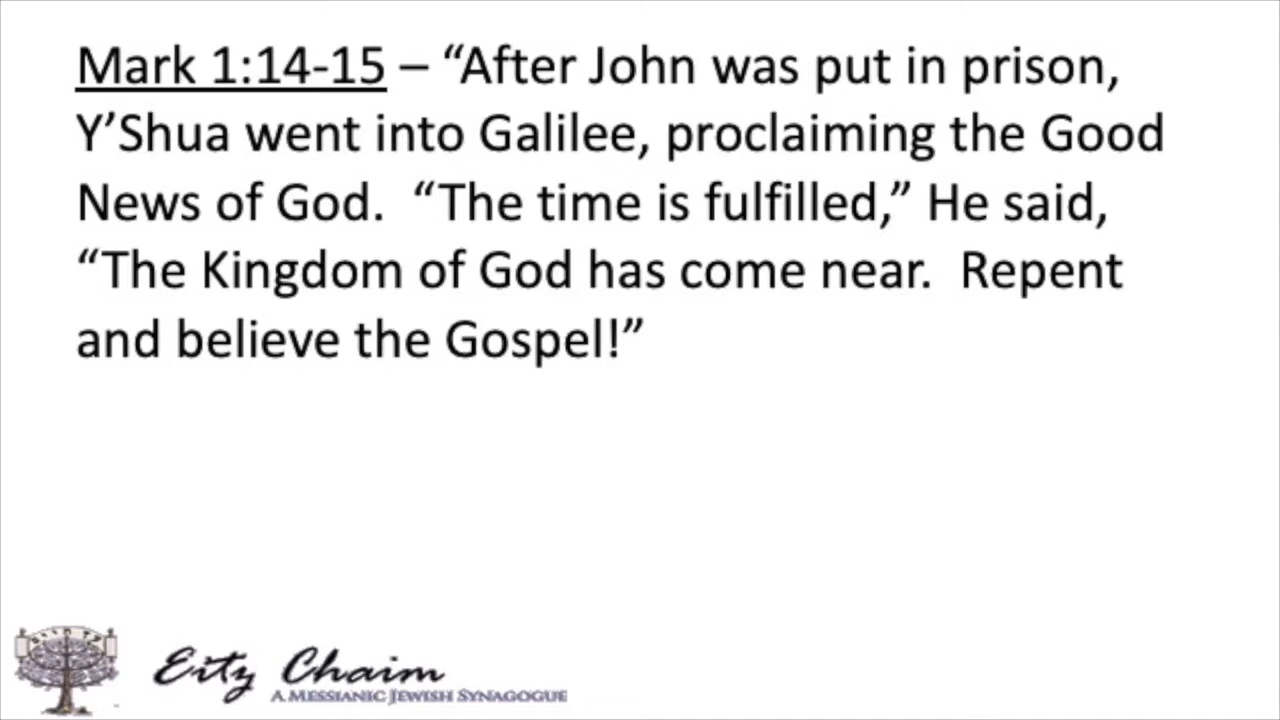 Mark 1:14-15 – “After John was put in prison,
Y’Shua went into Galilee, proclaiming the Good
News of God.  “The time is fulfilled,” He said,
“The Kingdom of God has come near.  Repent
and believe the Gospel!”
Eitz Chaim
A Messianic Jewish Synagogue